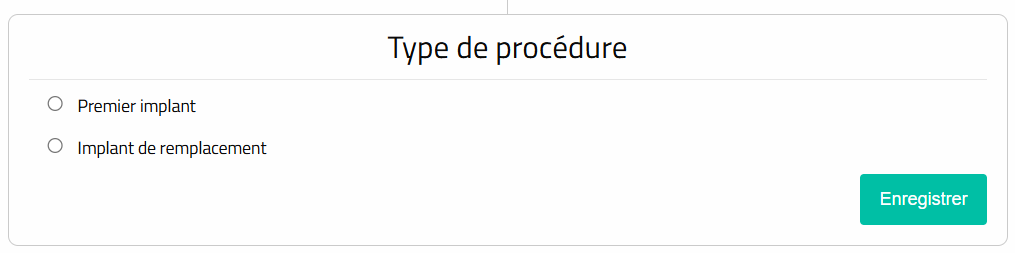 Type de procédure
Premier implant
Implant de remplacement
Enregistrer